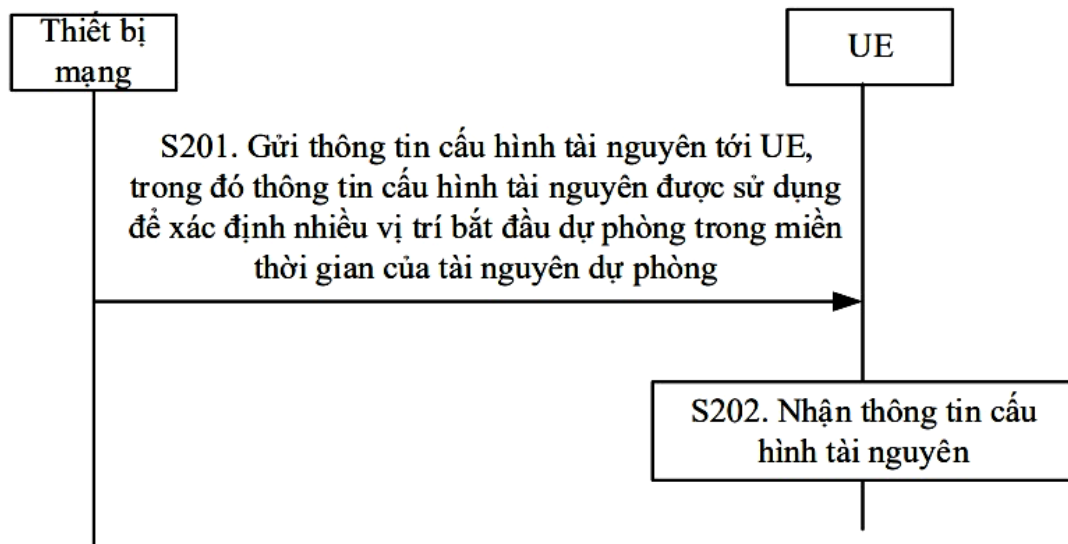 Thiết bị
mạng
UE
S201. Gửi thông tin cấu hình tài nguyên tới UE,
trong đó thông tin cấu hình tài nguyên được sử dụng
để xác định nhiều vị trí bắt đầu dự phòng trong miền
thời gian của tài nguyên dự phòng
S202. Nhận thông tin cấu
hình tài nguyên